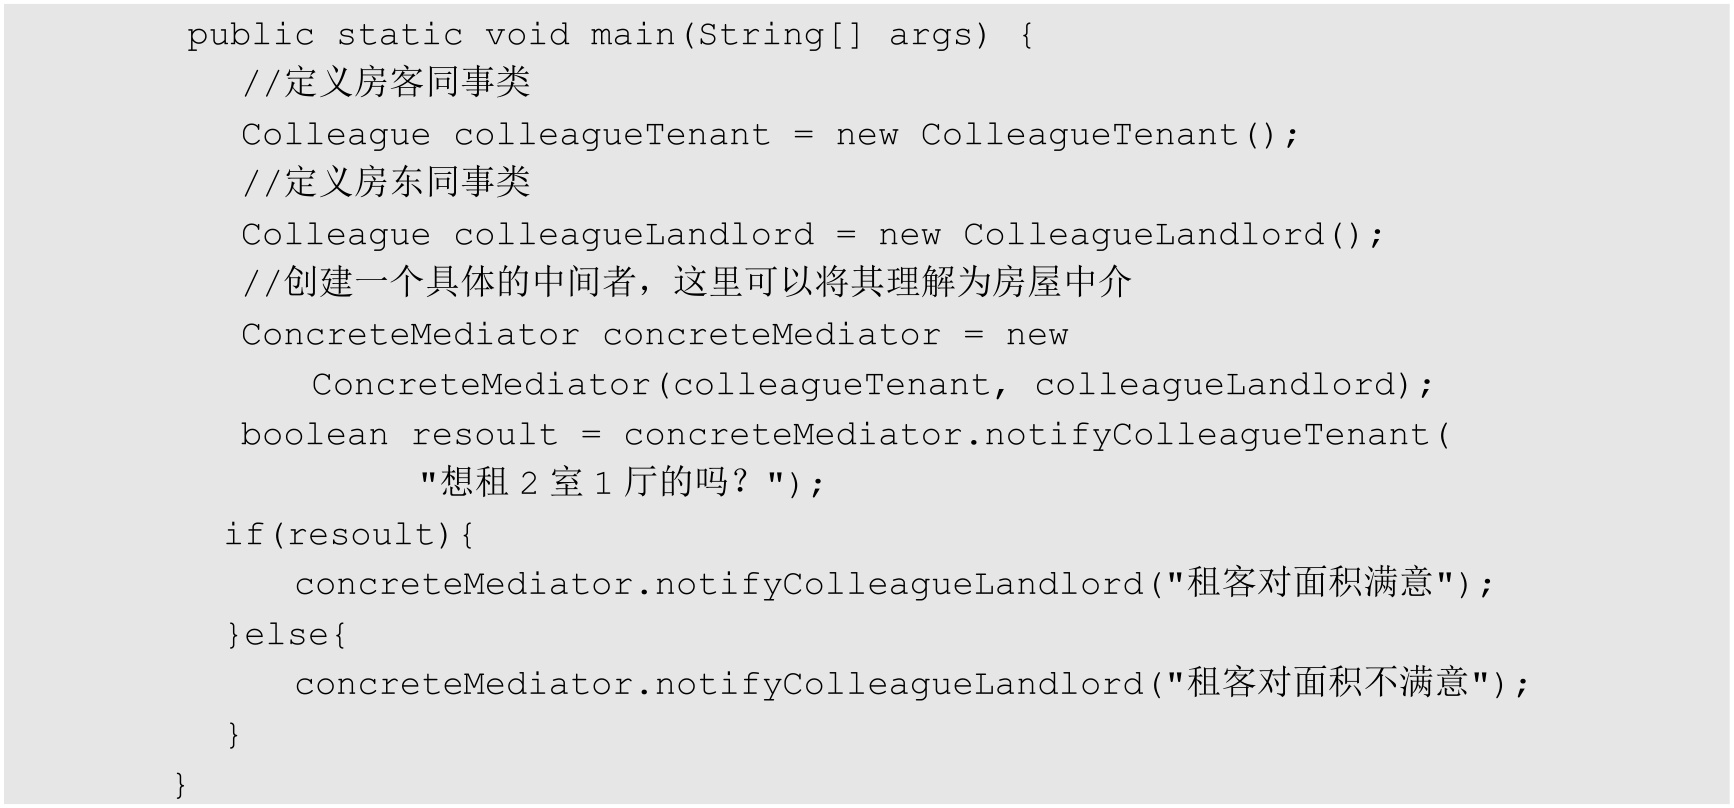 public static void main(String[] args) {
//定义房客同事类
Colleague colleagueTenant = new ColleagueTenant();
//定义房东同事类
Colleague colleagueLandlord = new ColleagueLandlord();
//创建一个具体的中间者，这里可以将其理解为房屋中介
ConcreteMediator concreteMediator = new
ConcreteMediator(colleagueTenant, colleagueLandlord);
boolean resoult = concreteMediator.notifyColleagueTenant(
"想租 2 室 1 厅的吗？");
if(resoult){
concreteMediator.notifyColleagueLandlord("租客对面积满意");
}else{
concreteMediator.notifyColleagueLandlord("租客对面积不满意");
}
}